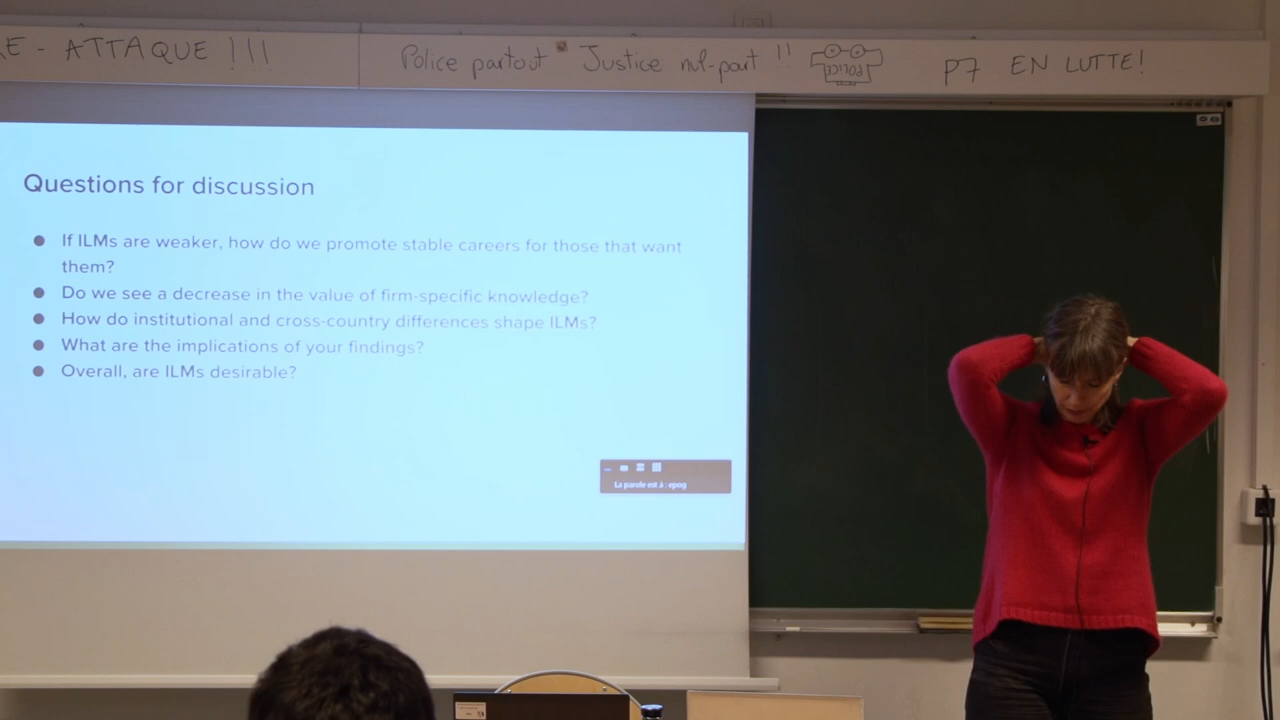 E - ATTAQUE !!!
Police partout Justice nul-part !!
POLICE
P7 EN LUTTE!
Questions for discussion
● If ILMs are weaker, how do we promote stable careers for those that want
them?
● Do we see a decrease in the value of firm-specific knowledge?
● How do institutional and cross-country differences shape ILMs?
● What are the implications of your findings?
● Overall, are ILMs desirable?
La parole est à : epog